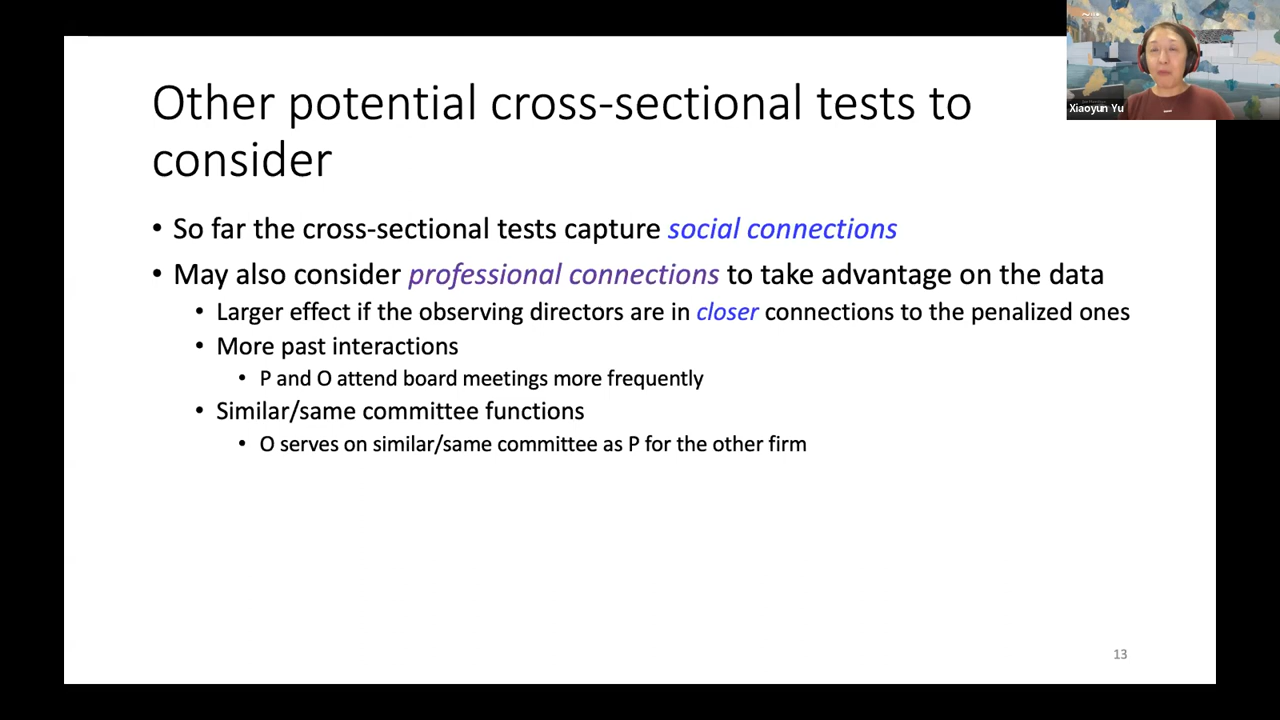 Other potential cross-sectional tests to
consider
• So far the cross-sectional tests capture social connections
• May also consider professional connections to take advantage on the data
• Larger effect if the observing directors are in closer connections to the penalized ones
• More past interactions
• P and O attend board meetings more frequently
• Similar/same committee functions
• O serves on similar/same committee as P for the other firm
13
Xiaoyun Yu